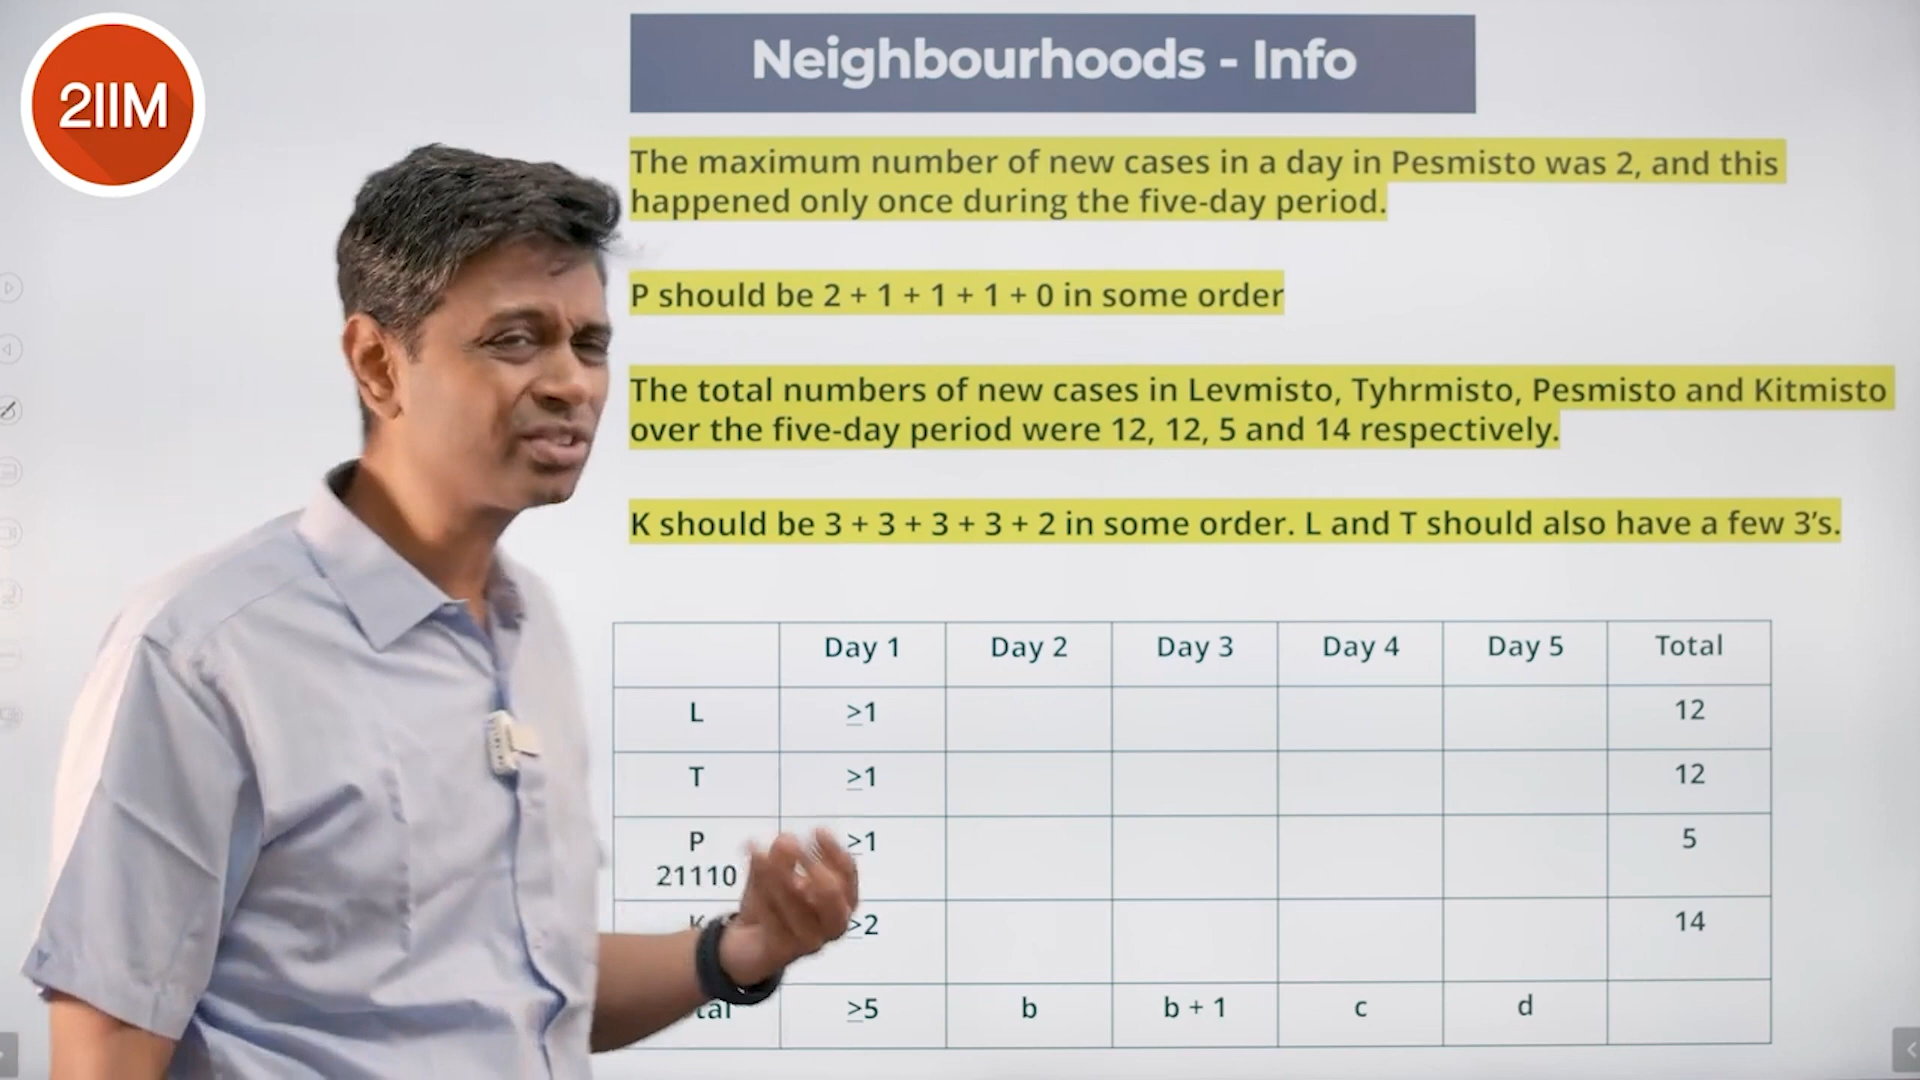 2IIM
Neighbourhoods - Info
The maximum number of new cases in a day in Pesmisto was 2, and this
happened only once during the five-day period.
P should be 2 + 1 + 1 + 1 + 0 in some order
The total numbers of new cases in Levmisto, Tyhrmisto, Pesmisto and Kitmisto
over the five-day period were 12, 12, 5 and 14 respectively.
K should be 3 + 3 + 3 + 3 + 2 in some order. L and T should also have a few 3's.
Day 1 Day 2 Day 3 Day 4 Day 5 Total
L ≥1 12
T ≥1 12
P ≥1 5
21110
K ≥2 14
tal ≥5 b b + 1 c d